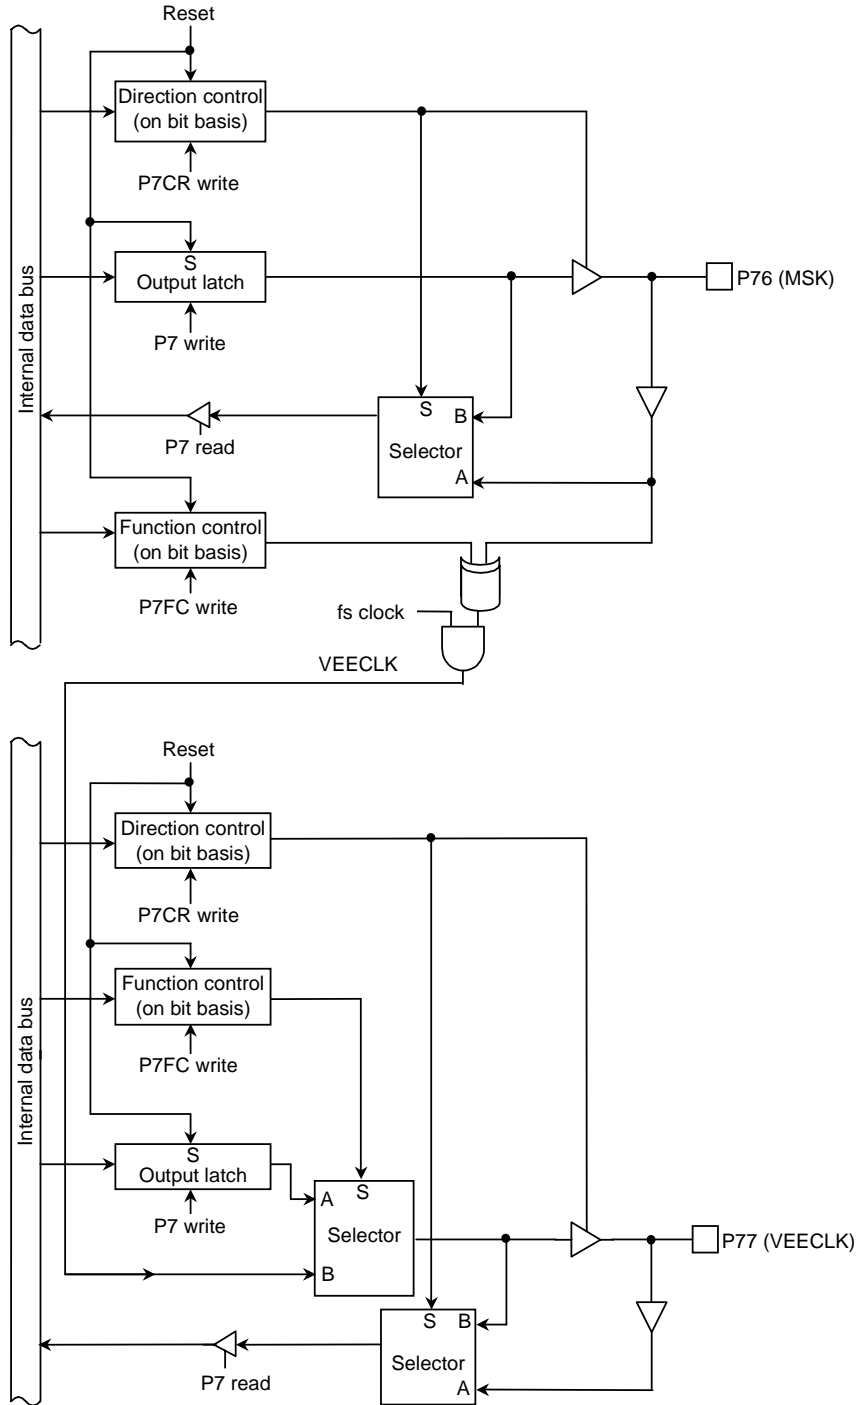 Reset
Direction control
(on bit basis)
P7CR write
S
Output latch
P7 write
P76 (MSK)
Internal data bus
S
B
Selector
A
P7 read
Function control
(on bit basis)
P7FC write
fs clock
VEECLK
Reset
Direction control
(on bit basis)
P7CR write
Function control
(on bit basis)
P7FC write
Internal data bus
S
Output latch
P7 write
A
S
Selector
B
P77 (VEECLK)
S
B
Selector
A
P7 read